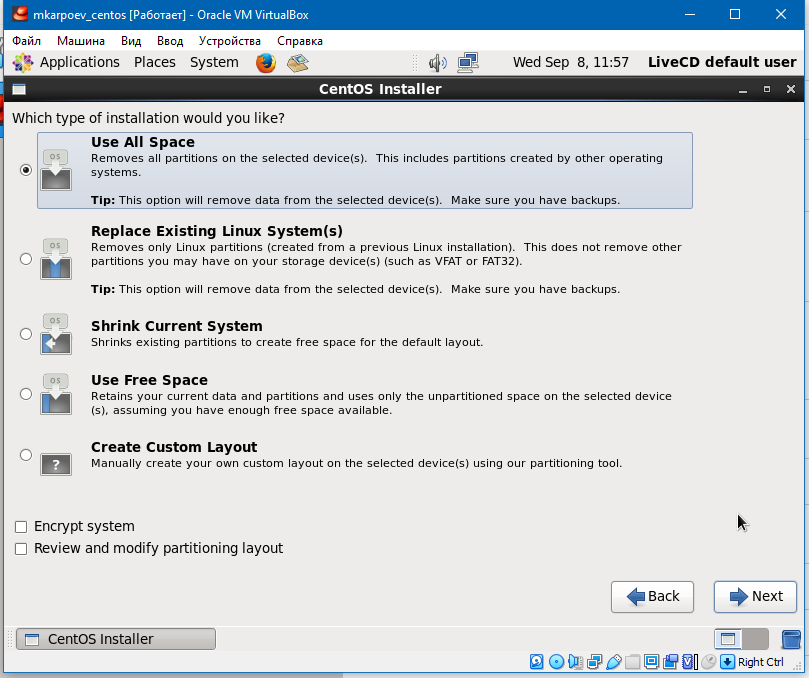 mkarpoev_centos [Работает] - Oracle VM VirtualBox
Файл Машина Вид Ввод Устройства Справка
Applications Places System Wed Sep 8, 11:57 LiveCD default user
CentOS Installer
Which type of installation would you like?
OS
Use All Space
Removes all partitions on the selected device(s). This includes partitions created by other operating
systems.
Tip: This option will remove data from the selected device(s). Make sure you have backups.
OS
Replace Existing Linux System(s)
Removes only Linux partitions (created from a previous Linux installation). This does not remove other
partitions you may have on your storage device(s) (such as VFAT or FAT32).
Tip: This option will remove data from the selected device(s). Make sure you have backups.
OS
Shrink Current System
Shrinks existing partitions to create free space for the default layout.
OS
Use Free Space
Retains your current data and partitions and uses only the unpartitioned space on the selected device
(s), assuming you have enough free space available.
?
Create Custom Layout
Manually create your own custom layout on the selected device(s) using our partitioning tool.
Encrypt system
Review and modify partitioning layout
Back Next
CentOS Installer
Right Ctrl